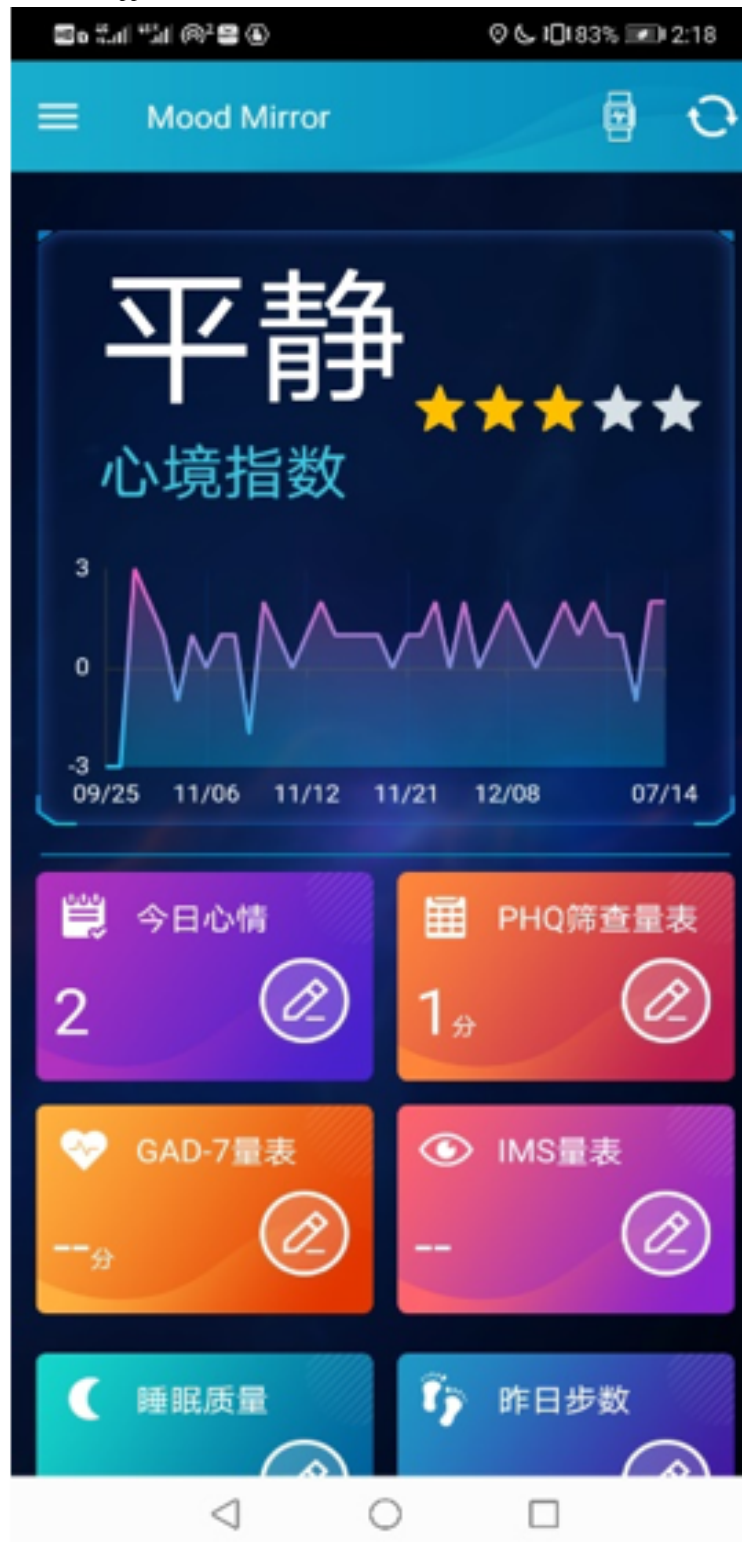 83% 2:18
Mood Mirror
平静
心境指数
3
0
-3
09/25 11/06 11/12 11/21 12/08 07/14
今日心情 PHQ筛查量表
2 1分
GAD-7量表 IMS量表
--分 --
睡眠质量 昨日步数